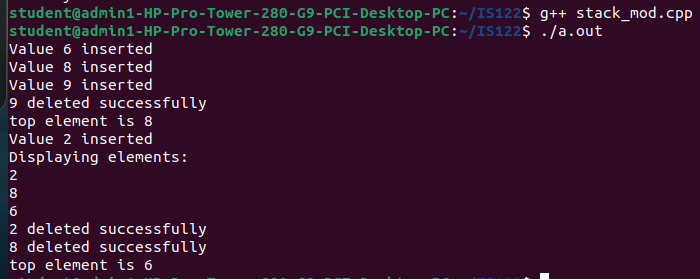 student@admin1-HP-Pro-Tower-280-G9-PCI-Desktop-PC:~/IS122$ g++ stack_mod.cpp
student@admin1-HP-Pro-Tower-280-G9-PCI-Desktop-PC:~/IS122$ ./a.out
Value 6 inserted
Value 8 inserted
Value 9 inserted
9 deleted successfully
top element is 8
Value 2 inserted
Displaying elements:
2
8
6
2 deleted successfully
8 deleted successfully
top element is 6